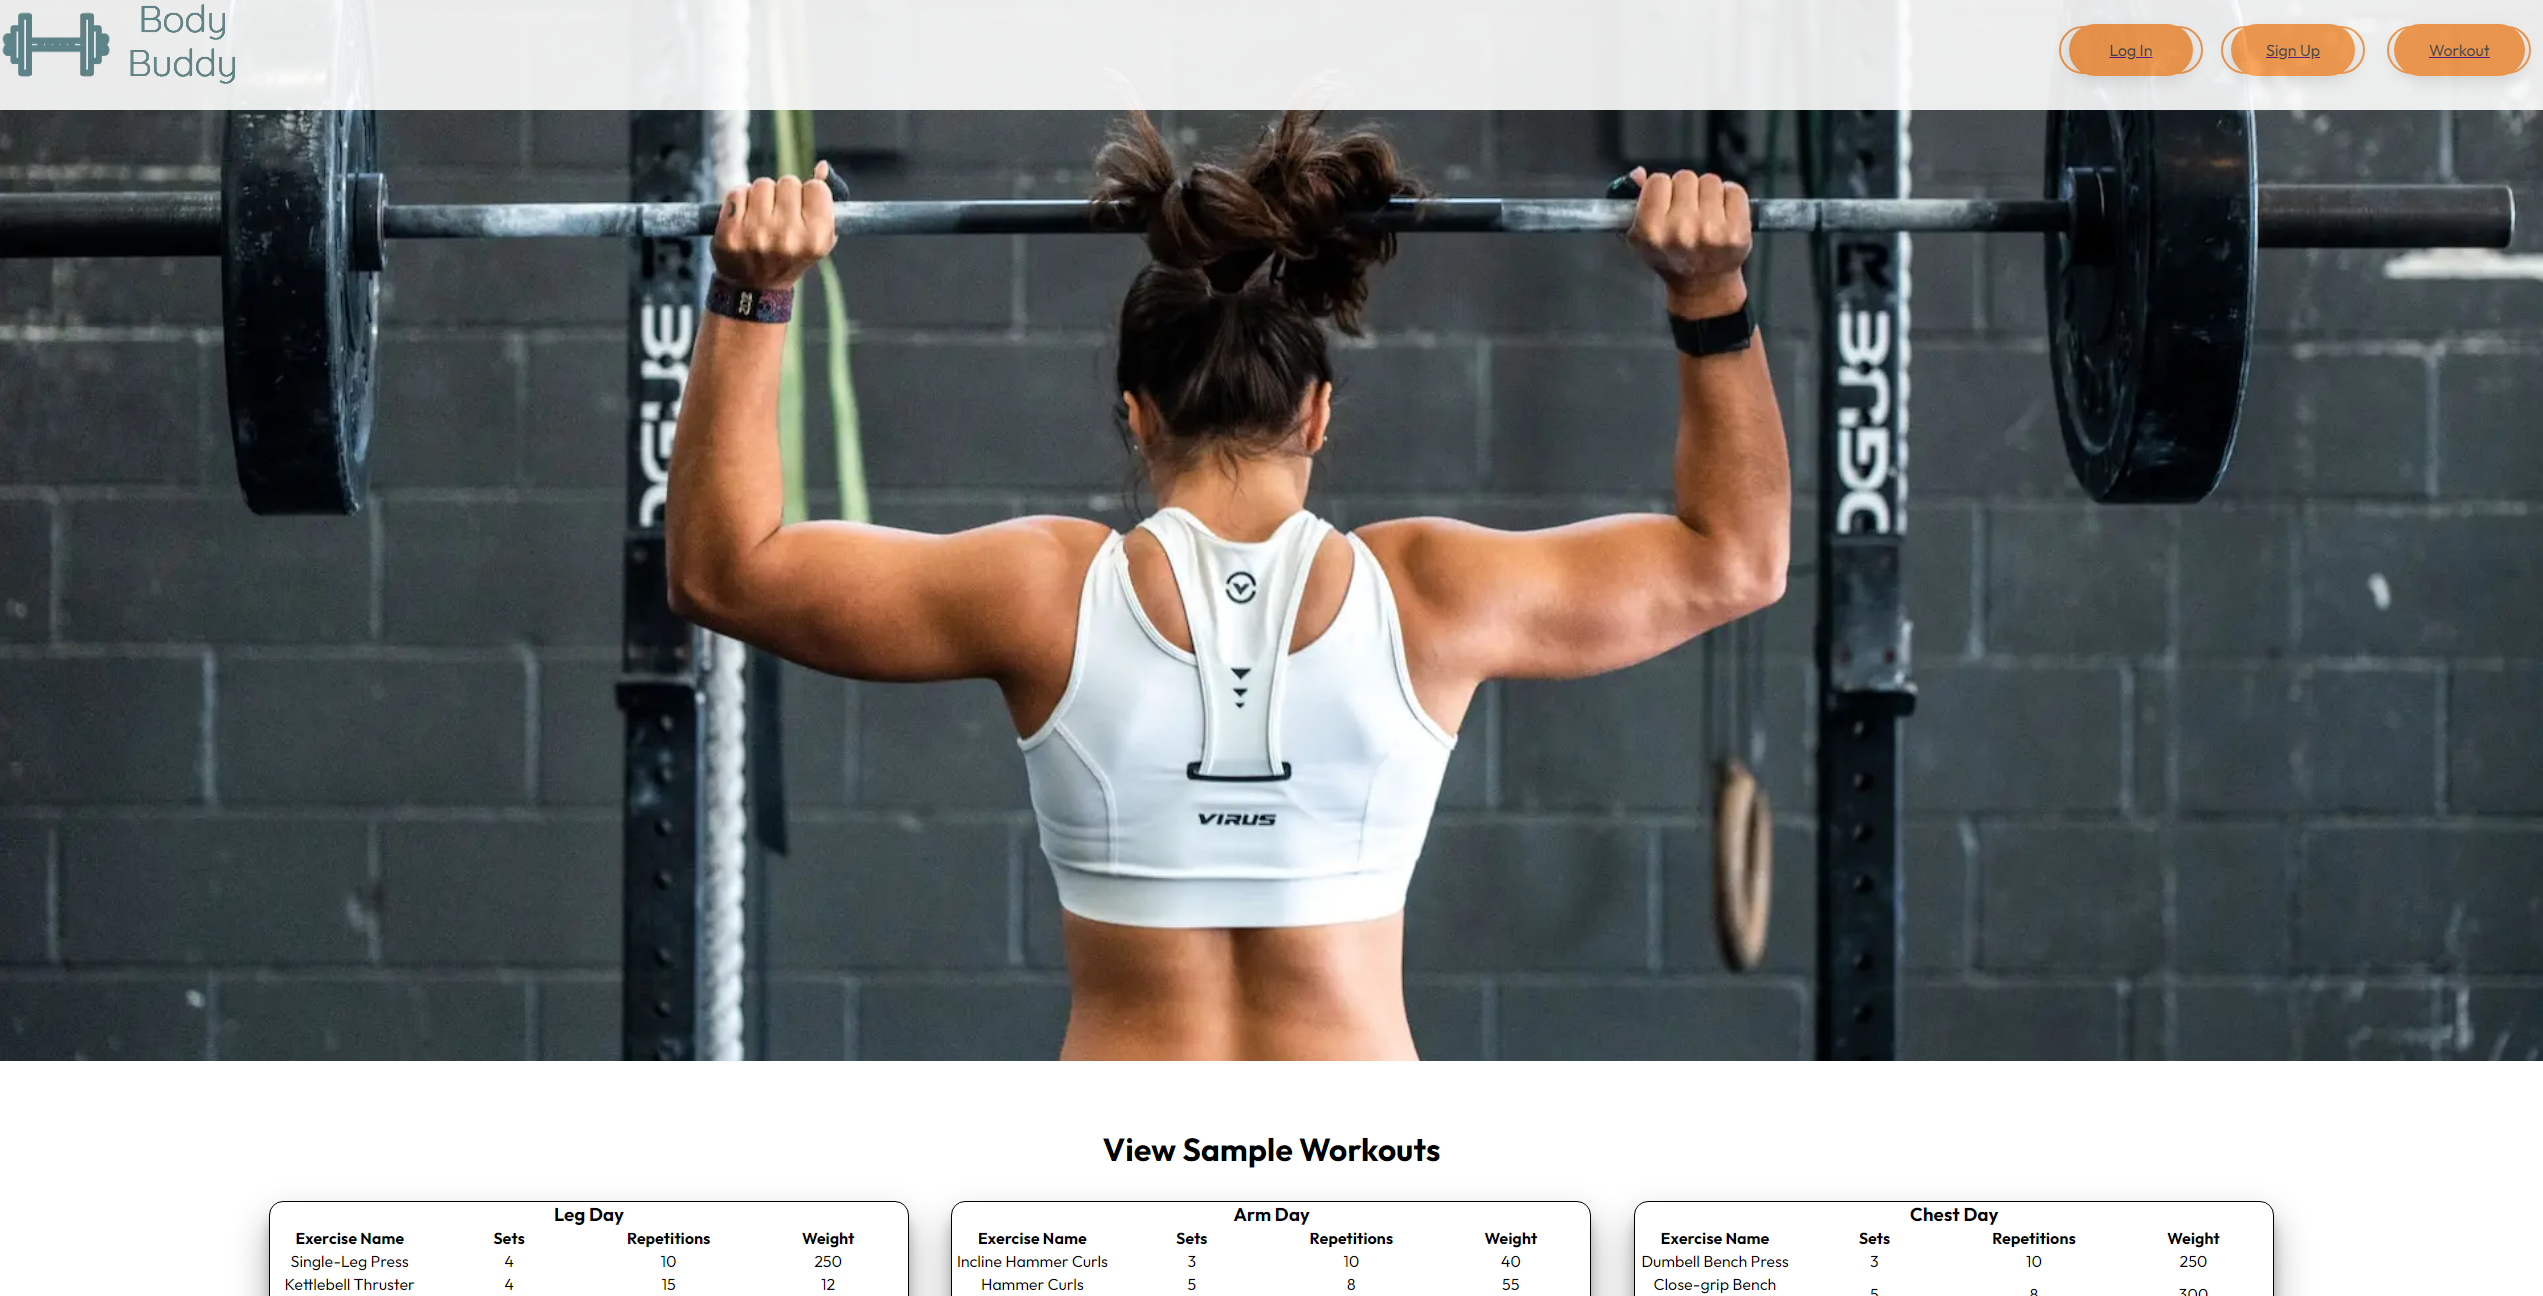 Body
Buddy
Log In
Sign Up
Workout
VIRUS
View Sample Workouts
Leg Day
Exercise Name Sets Repetitions Weight
Single-Leg Press 4 10 250
Kettlebell Thruster 4 15 12
Arm Day
Exercise Name Sets Repetitions Weight
Incline Hammer Curls 3 10 40
Hammer Curls 5 8 55
Chest Day
Exercise Name Sets Repetitions Weight
Dumbell Bench Press 3 10 250
Close-grip Bench 5 8 300